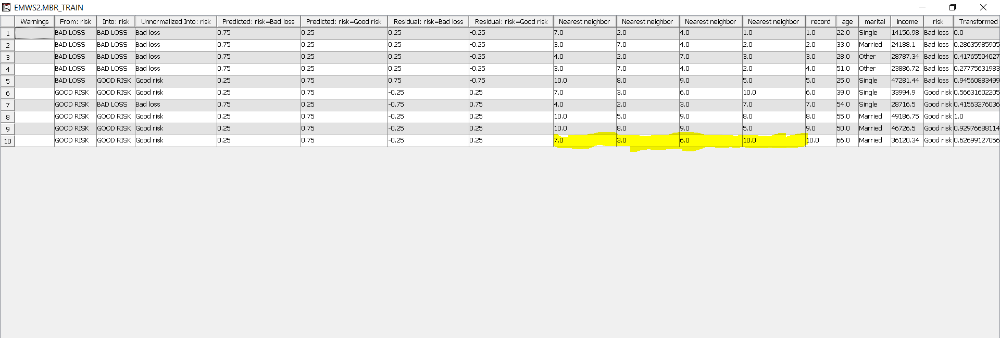 EMWS2.MBR_TRAIN
Warnings From: risk Into: risk Unnormalized Into: risk Predicted: risk=Bad loss Predicted: risk=Good risk Residual: risk=Bad loss Residual: risk=Good risk Nearest neighbor Nearest neighbor Nearest neighbor Nearest neighbor record age marital income risk Transformed
1 BAD LOSS BAD LOSS Bad loss 0.75 0.25 0.25 -0.25 7.0 2.0 4.0 1.0 1.0 22.0 Single 14156.98 Bad loss 0.0
2 BAD LOSS BAD LOSS Bad loss 0.75 0.25 0.25 -0.25 3.0 7.0 4.0 2.0 2.0 33.0 Married 24188.1 Bad loss 0.28635985905
3 BAD LOSS BAD LOSS Bad loss 0.75 0.25 0.25 -0.25 4.0 2.0 7.0 3.0 3.0 28.0 Other 28787.34 Bad loss 0.41765504027
4 BAD LOSS BAD LOSS Bad loss 0.75 0.25 0.25 -0.25 3.0 7.0 4.0 2.0 4.0 51.0 Other 23886.72 Bad loss 0.27775631983
5 BAD LOSS GOOD RISK Good risk 0.25 0.75 0.75 -0.75 10.0 8.0 9.0 5.0 5.0 25.0 Single 47281.44 Bad loss 0.94560883499
6 GOOD RISK GOOD RISK Good risk 0.25 0.75 -0.25 0.25 7.0 3.0 6.0 10.0 6.0 39.0 Single 33994.9 Good risk 0.56631602205
7 GOOD RISK BAD LOSS Bad loss 0.75 0.25 -0.75 0.75 4.0 2.0 3.0 7.0 7.0 54.0 Single 28716.5 Good risk 0.41563276036
8 GOOD RISK GOOD RISK Good risk 0.25 0.75 -0.25 0.25 10.0 5.0 9.0 8.0 8.0 55.0 Married 49186.75 Good risk 1.0
9 GOOD RISK GOOD RISK Good risk 0.25 0.75 -0.25 0.25 10.0 8.0 9.0 5.0 9.0 50.0 Married 46726.5 Good risk 0.92976688114
10 GOOD RISK GOOD RISK Good risk 0.25 0.75 -0.25 0.25 7.0 3.0 6.0 10.0 10.0 66.0 Married 36120.34 Good risk 0.62699127056